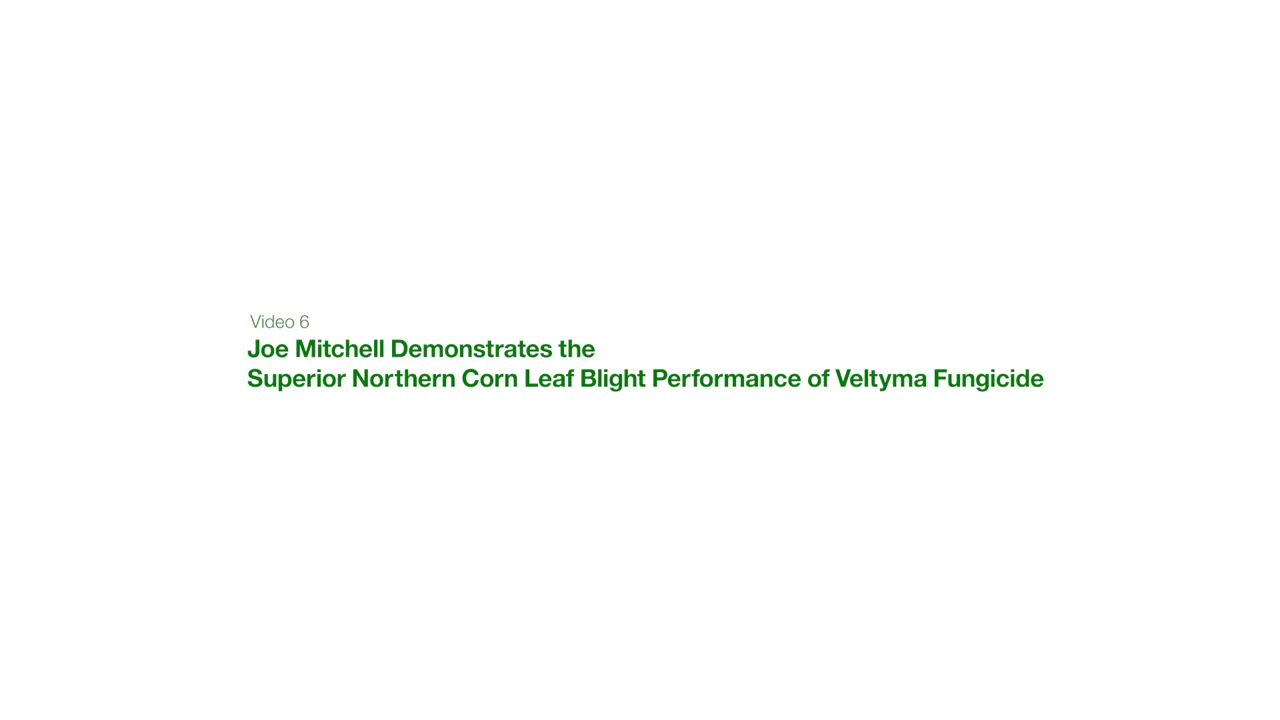 Video 6
Joe Mitchell Demonstrates the
Superior Northern Corn Leaf Blight Performance of Veltyma Fungicide